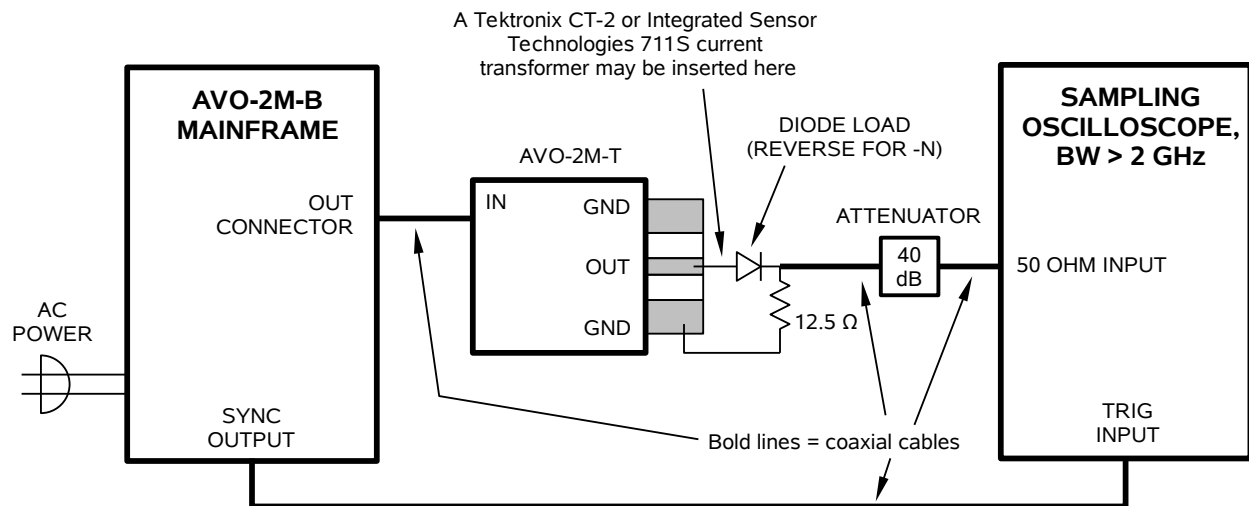 A Tektronix CT-2 or Integrated Sensor
Technologies 711S current
transformer may be inserted here
AVO-2M-B
MAINFRAME
SAMPLING
OSCILLOSCOPE,
BW > 2 GHz
DIODE LOAD
(REVERSE FOR -N)
AVO-2M-T
OUT
CONNECTOR
IN
GND
OUT
GND
ATTENUATOR
40
dB
50 OHM INPUT
12.5 Ω
AC
POWER
SYNC
OUTPUT
Bold lines = coaxial cables
TRIG
INPUT